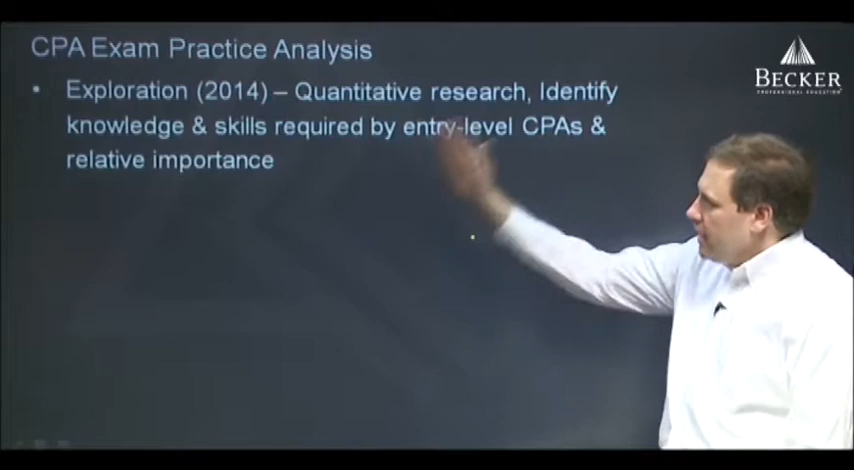 CPA Exam Practice Analysis
• Exploration (2014) – Quantitative research, Identify
knowledge & skills required by entry-level CPAs &
relative importance
BECKER
PROFESSIONAL EDUCATION